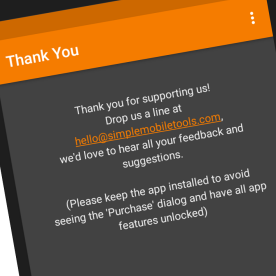 Thank You
Thank you for supporting us!
Drop us a line at
hello@simplemobiletools.com,
we'd love to hear all your feedback and
suggestions.
(Please keep the app installed to avoid
seeing the 'Purchase' dialog and have all app
features unlocked)